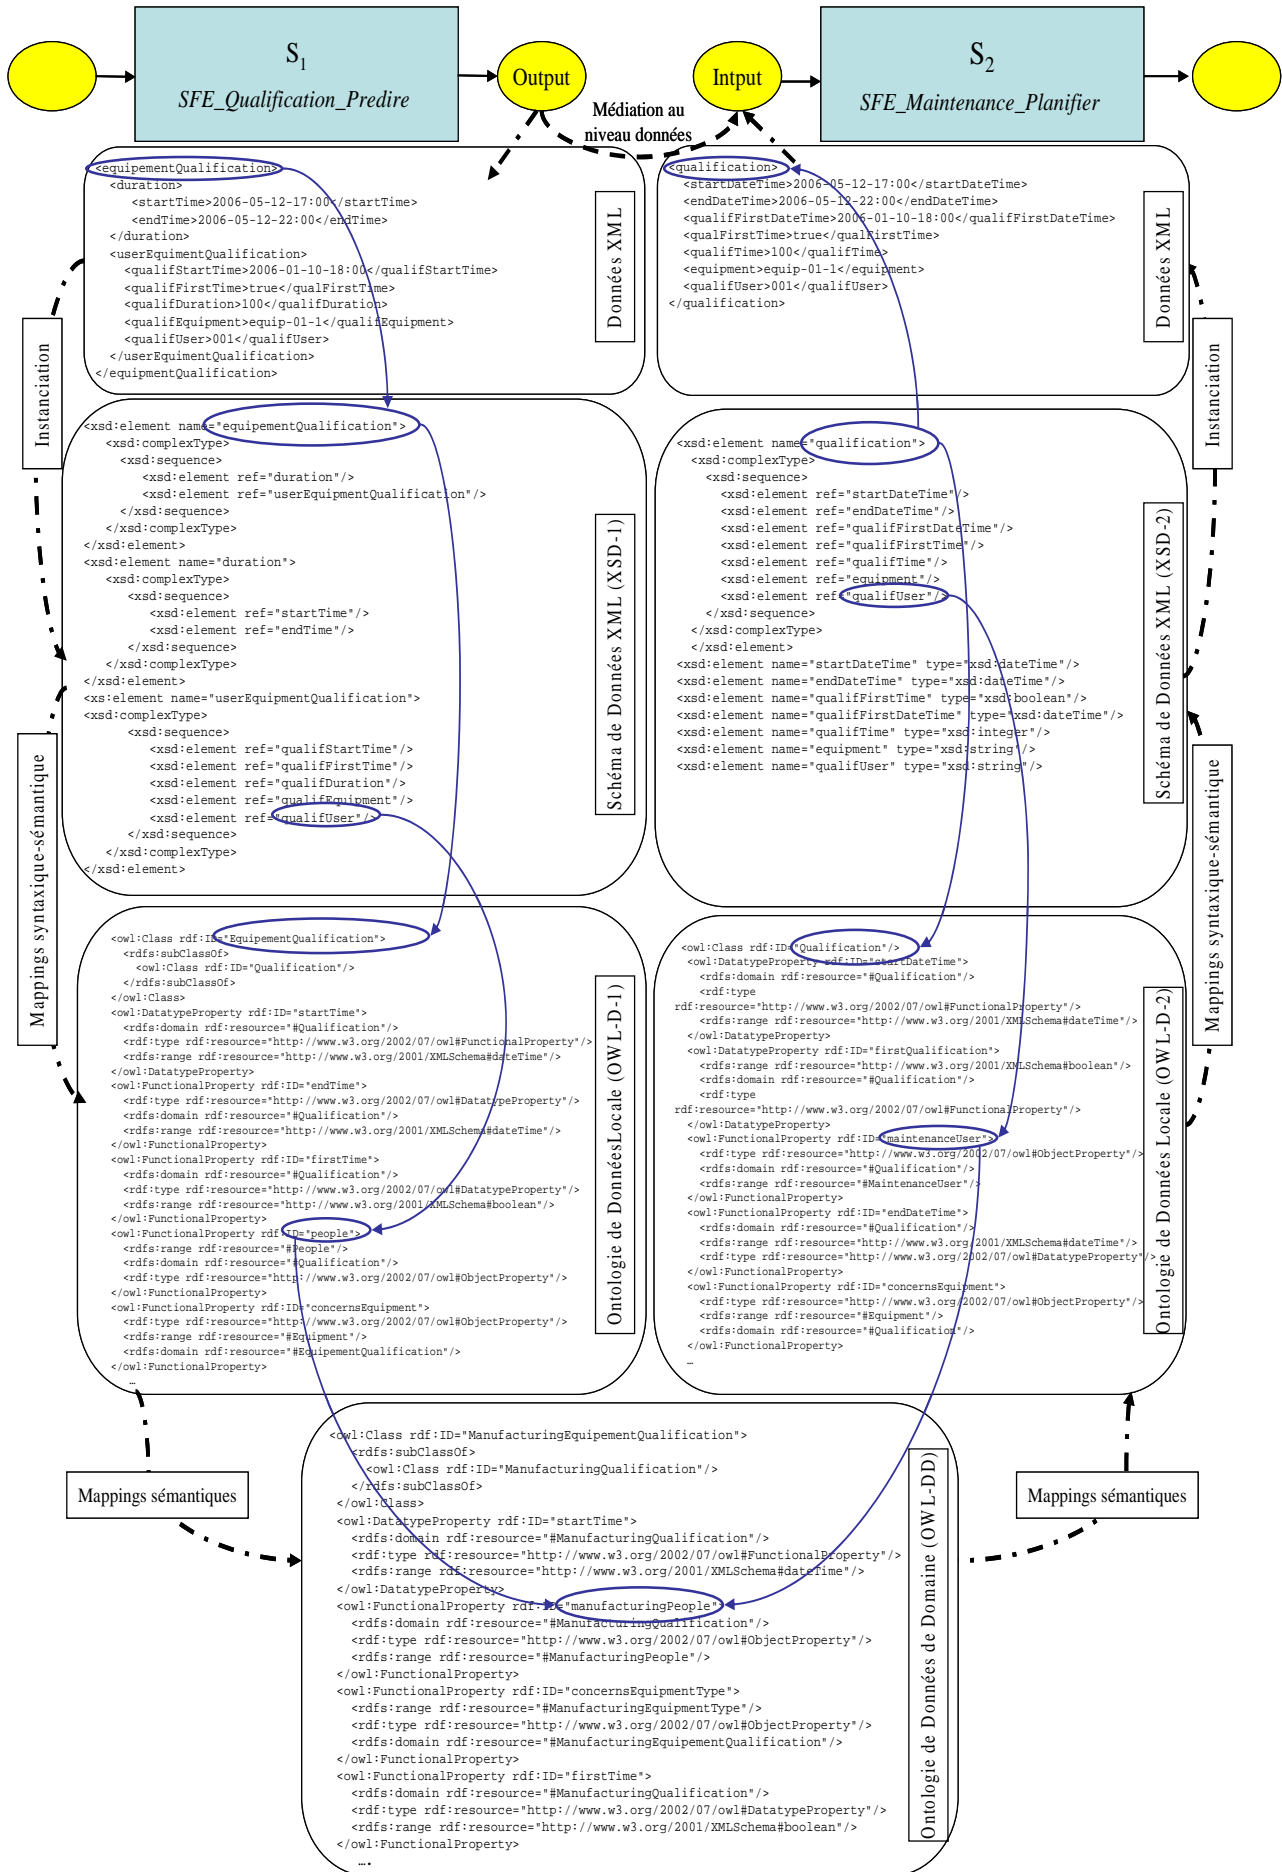 S1
SFE_Qualification_Predire
Output
Intput
S2
SFE_Maintenance_Planifier
Médiation au
niveau données
<equipementQualification>
<duration>
<startTime>2006-05-12-17:00</startTime>
<endTime>2006-05-12-22:00</endTime>
</duration>
<userEquimentQualification>
<qualifStartTime>2006-01-10-18:00</qualifStartTime>
<qualifFirstTime>true</qualFirstTime>
<qualifDuration>100</qualifDuration>
<qualifEquipment>equip-01-1</qualifEquipment>
<qualifUser>001</qualifUser>
</userEquimentQualification>
</equipmentQualification>
Données XML
<qualification>
<startDateTime>2006-05-12-17:00</startDateTime>
<endDateTime>2006-05-12-22:00</endDateTime>
<qualifFirstDateTime>2006-01-10-18:00</qualifFirstDateTime>
<qualFirstTime>true</qualFirstTime>
<qualifTime>100</qualifTime>
<equipment>equip-01-1</equipment>
<qualifUser>001</qualifUser>
</qualification>
Données XML
Instanciation
Instanciation
<xsd:element name="equipementQualification">
<xsd:complexType>
<xsd:sequence>
<xsd:element ref="duration"/>
<xsd:element ref="userEquipmentQualification"/>
</xsd:sequence>
</xsd:complexType>
</xsd:element>
<xsd:element name="duration">
<xsd:complexType>
<xsd:sequence>
<xsd:element ref="startTime"/>
<xsd:element ref="endTime"/>
</xsd:sequence>
</xsd:complexType>
</xsd:element>
<xs:element name="userEquipmentQualification">
<xsd:complexType>
<xsd:sequence>
<xsd:element ref="qualifStartTime"/>
<xsd:element ref="qualifFirstTime"/>
<xsd:element ref="qualifDuration"/>
<xsd:element ref="qualifEquipment"/>
<xsd:element ref="qualifUser"/>
</xsd:sequence>
</xsd:complexType>
</xsd:element>
Schéma de Données XML (XSD-1)
<xsd:element name="qualification">
<xsd:complexType>
<xsd:sequence>
<xsd:element ref="startDateTime"/>
<xsd:element ref="endDateTime"/>
<xsd:element ref="qualifFirstDateTime"/>
<xsd:element ref="qualifFirstTime"/>
<xsd:element ref="qualifTime"/>
<xsd:element ref="equipment"/>
<xsd:element ref="qualifUser"/>
</xsd:sequence>
</xsd:complexType>
</xsd:element>
<xsd:element name="startDateTime" type="xsd:dateTime"/>
<xsd:element name="endDateTime" type="xsd:dateTime"/>
<xsd:element name="qualifFirstTime" type="xsd:boolean"/>
<xsd:element name="qualifFirstDateTime" type="xsd:dateTime"/>
<xsd:element name="qualifTime" type="xsd:integer"/>
<xsd:element name="equipment" type="xsd:string"/>
<xsd:element name="qualifUser" type="xsd:string"/>
Schéma de Données XML (XSD-2)
Mappings syntaxique-sémantique
Mappings syntaxique-sémantique
<owl:Class rdf:ID="EquipementQualification">
<rdfs:subClassOf>
<owl:Class rdf:ID="Qualification"/>
</rdfs:subClassOf>
</owl:Class>
<owl:DatatypeProperty rdf:ID="startTime">
<rdfs:domain rdf:resource="#Qualification"/>
<rdf:type rdf:resource="http://www.w3.org/2002/07/owl#FunctionalProperty"/>
<rdfs:range rdf:resource="http://www.w3.org/2001/XMLSchema#dateTime"/>
</owl:DatatypeProperty>
<owl:FunctionalProperty rdf:ID="endTime">
<rdf:type rdf:resource="http://www.w3.org/2002/07/owl#DatatypeProperty"/>
<rdfs:domain rdf:resource="#Qualification"/>
<rdfs:range rdf:resource="http://www.w3.org/2001/XMLSchema#dateTime"/>
</owl:FunctionalProperty>
<owl:FunctionalProperty rdf:ID="firstTime">
<rdfs:domain rdf:resource="#Qualification"/>
<rdf:type rdf:resource="http://www.w3.org/2002/07/owl#DatatypeProperty"/>
<rdfs:range rdf:resource="http://www.w3.org/2001/XMLSchema#boolean"/>
</owl:FunctionalProperty>
<owl:FunctionalProperty rdf:ID="people">
<rdfs:range rdf:resource="#People"/>
<rdfs:domain rdf:resource="#Qualification"/>
<rdf:type rdf:resource="http://www.w3.org/2002/07/owl#ObjectProperty"/>
</owl:FunctionalProperty>
<owl:FunctionalProperty rdf:ID="concernsEquipment">
<rdf:type rdf:resource="http://www.w3.org/2002/07/owl#ObjectProperty"/>
<rdfs:range rdf:resource="#Equipment"/>
<rdfs:domain rdf:resource="#EquipementQualification"/>
</owl:FunctionalProperty>
…
Ontologie de DonnéesLocale (OWL-D-1)
<owl:Class rdf:ID="Qualification"/>
<owl:DatatypeProperty rdf:ID="startDateTime">
<rdfs:domain rdf:resource="#Qualification"/>
<rdf:type
rdf:resource="http://www.w3.org/2002/07/owl#FunctionalProperty"/>
<rdfs:range rdf:resource="http://www.w3.org/2001/XMLSchema#dateTime"/>
</owl:DatatypeProperty>
<owl:DatatypeProperty rdf:ID="firstQualification">
<rdfs:range rdf:resource="http://www.w3.org/2001/XMLSchema#boolean"/>
<rdfs:domain rdf:resource="#Qualification"/>
<rdf:type
rdf:resource="http://www.w3.org/2002/07/owl#FunctionalProperty"/>
</owl:DatatypeProperty>
<owl:FunctionalProperty rdf:ID="maintenanceUser">
<rdf:type rdf:resource="http://www.w3.org/2002/07/owl#ObjectProperty"/>
<rdfs:domain rdf:resource="#Qualification"/>
<rdfs:range rdf:resource="#MaintenanceUser"/>
</owl:FunctionalProperty>
<owl:FunctionalProperty rdf:ID="endDateTime">
<rdfs:domain rdf:resource="#Qualification"/>
<rdfs:range rdf:resource="http://www.w3.org/2001/XMLSchema#dateTime"/>
<rdf:type rdf:resource="http://www.w3.org/2002/07/owl#DatatypeProperty"/>
</owl:FunctionalProperty>
<owl:FunctionalProperty rdf:ID="concernsEquipment">
<rdf:type rdf:resource="http://www.w3.org/2002/07/owl#ObjectProperty"/>
<rdfs:range rdf:resource="#Equipment"/>
<rdfs:domain rdf:resource="#Qualification"/>
</owl:FunctionalProperty>
…
Ontologie de Données Locale (OWL-D-2)
Mappings sémantiques
Mappings sémantiques
<owl:Class rdf:ID="ManufacturingEquipementQualification">
<rdfs:subClassOf>
<owl:Class rdf:ID="ManufacturingQualification"/>
</rdfs:subClassOf>
</owl:Class>
<owl:DatatypeProperty rdf:ID="startTime">
<rdfs:domain rdf:resource="#ManufacturingQualification"/>
<rdf:type rdf:resource="http://www.w3.org/2002/07/owl#FunctionalProperty"/>
<rdfs:range rdf:resource="http://www.w3.org/2001/XMLSchema#dateTime"/>
</owl:DatatypeProperty>
<owl:FunctionalProperty rdf:ID="manufacturingPeople">
<rdfs:domain rdf:resource="#ManufacturingQualification"/>
<rdf:type rdf:resource="http://www.w3.org/2002/07/owl#ObjectProperty"/>
<rdfs:range rdf:resource="#ManufacturingPeople"/>
</owl:FunctionalProperty>
<owl:FunctionalProperty rdf:ID="concernsEquipmentType">
<rdfs:range rdf:resource="#ManufacturingEquipmentType"/>
<rdf:type rdf:resource="http://www.w3.org/2002/07/owl#ObjectProperty"/>
<rdfs:domain rdf:resource="#ManufacturingEquipementQualification"/>
</owl:FunctionalProperty>
<owl:FunctionalProperty rdf:ID="firstTime">
<rdfs:domain rdf:resource="#ManufacturingQualification"/>
<rdf:type rdf:resource="http://www.w3.org/2002/07/owl#DatatypeProperty"/>
<rdfs:range rdf:resource="http://www.w3.org/2001/XMLSchema#boolean"/>
</owl:FunctionalProperty>
….
Ontologie de Données de Domaine (OWL-DD)